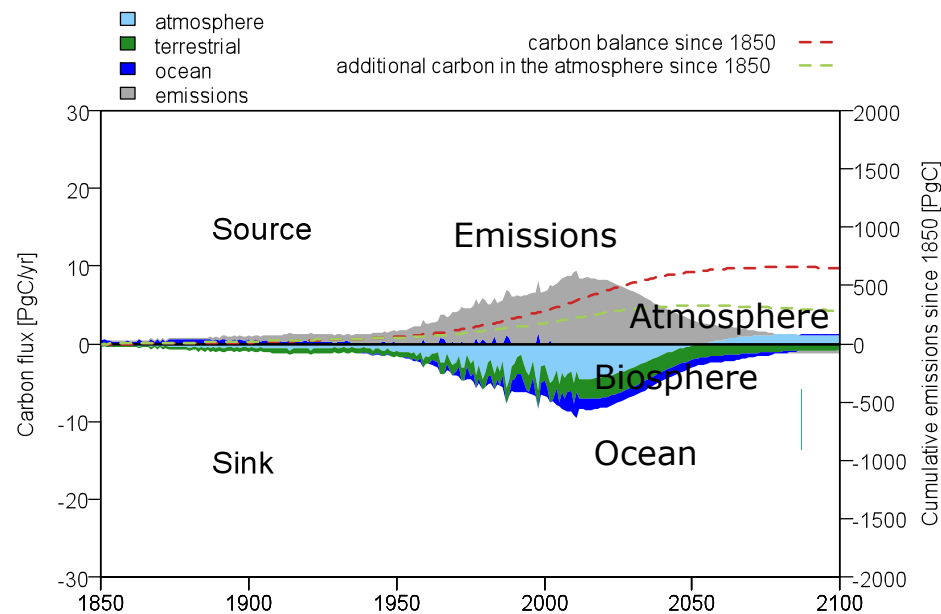 atmosphere
terrestrial
ocean
emissions
carbon balance since 1850
additional carbon in the atmosphere since 1850
30
20
10
0
-10
-20
-30
Carbon flux [PgC/yr]
2000
1500
1000
500
0
-500
-1000
-1500
-2000
Cumulative emissions since 1850 [PgC]
Source
Emissions
Atmosphere
Biosphere
Ocean
Sink
1850
1900
1950
2000
2050
2100